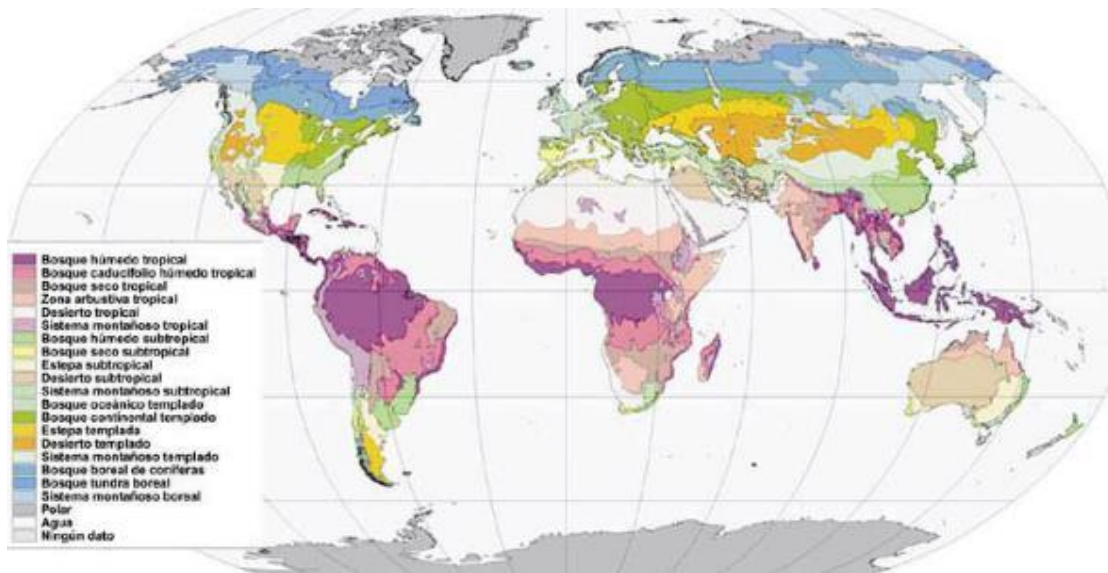 Bosque húmedo tropical
Bosque caducifolio húmedo tropical
Bosque seco tropical
Zona arbustiva tropical
Desierto tropical
Sistema montañoso tropical
Bosque húmedo subtropical
Bosque seco subtropical
Estepa subtropical
Desierto subtropical
Sistema montañoso subtropical
Bosque oceánico templado
Bosque continental templado
Estepa templada
Desierto templado
Sistema montañoso templado
Bosque boreal de coníferas
Bosque tundra boreal
Sistema montañoso boreal
Polar
Agua
Ningún dato